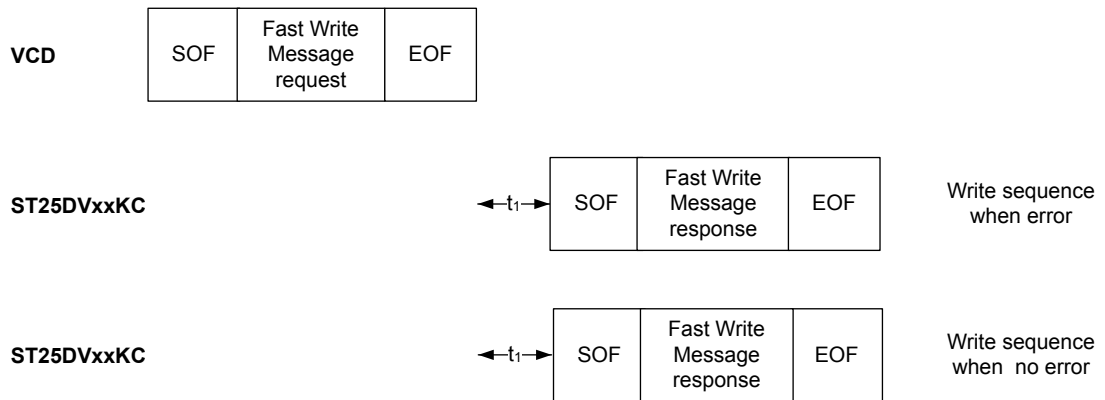 VCD
SOF
Fast Write
Message
request
EOF
ST25DVxxKC
t1
SOF
Fast Write
Message
response
EOF
Write sequence
when error
ST25DVxxKC
t1
SOF
Fast Write
Message
response
EOF
Write sequence
when no error